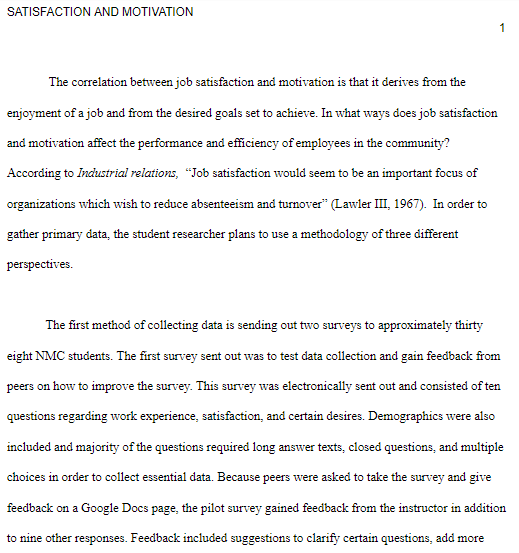 SATISFACTION AND MOTIVATION
1
The correlation between job satisfaction and motivation is that it derives from the
enjoyment of a job and from the desired goals set to achieve. In what ways does job satisfaction
and motivation affect the performance and efficiency of employees in the community?
According to Industrial relations, “Job satisfaction would seem to be an important focus of
organizations which wish to reduce absenteeism and turnover” (Lawler III, 1967).  In order to
gather primary data, the student researcher plans to use a methodology of three different
perspectives.
The first method of collecting data is sending out two surveys to approximately thirty
eight NMC students. The first survey sent out was to test data collection and gain feedback from
peers on how to improve the survey. This survey was electronically sent out and consisted of ten
questions regarding work experience, satisfaction, and certain desires. Demographics were also
included and majority of the questions required long answer texts, closed questions, and multiple
choices in order to collect essential data. Because peers were asked to take the survey and give
feedback on a Google Docs page, the pilot survey gained feedback from the instructor in addition
to nine other responses. Feedback included suggestions to clarify certain questions, add more